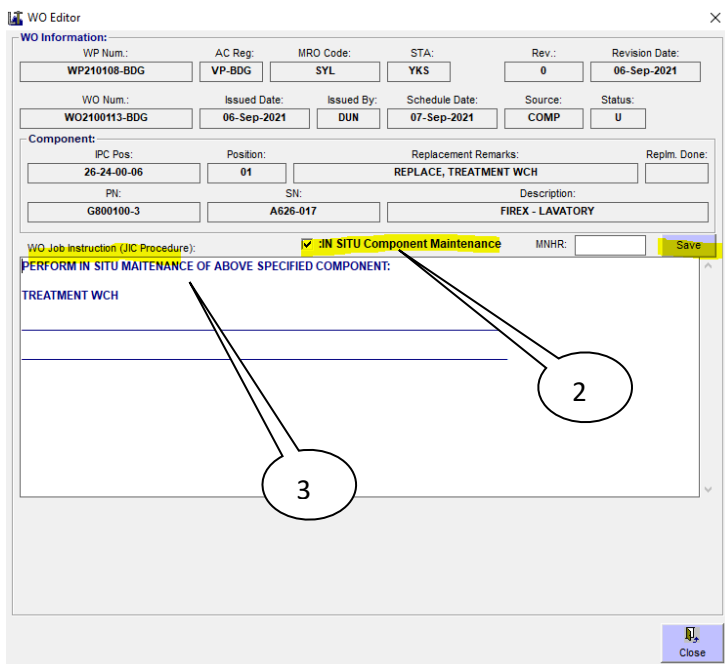 WO Editor
WO Information:
WP Num.: AC Reg: MRO Code: STA: Rev.: Revision Date:
WP210108-BDG VP-BDG SYL YKS 0 06-Sep-2021
WO Num.: Issued Date: Issued By: Schedule Date: Source: Status:
WO2100113-BDG 06-Sep-2021 DUN 07-Sep-2021 COMP U
Component:
IPC Pos: Position: Replacement Remarks: Replm. Done:
26-24-00-06 01 REPLACE, TREATMENT WCH
PN: SN: Description:
G800100-3 A626-017 FIREX - LAVATORY
WO Job Instruction (JIC Procedure): :IN SITU Component Maintenance MNHR: Save
PERFORM IN SITU MAITENANCE OF ABOVE SPECIFIED COMPONENT:
TREATMENT WCH
2
3
Close